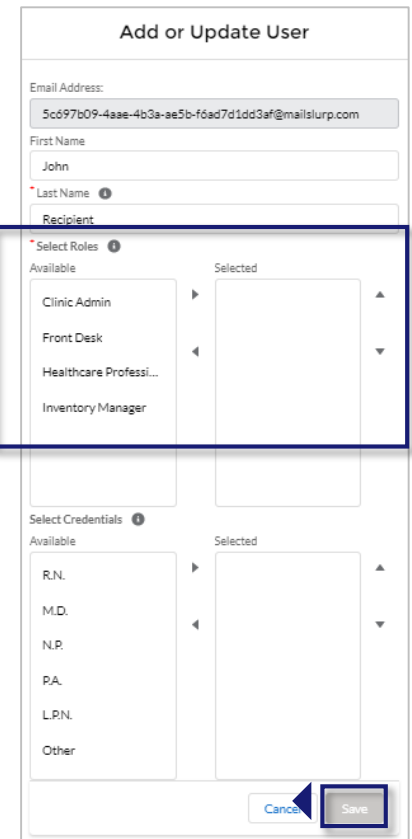 Add or Update User
Email Address:
5c697b09-4aae-4b3a-ae5b-f6ad7d1dd3af@mailslurp.com
First Name
John
* Last Name
Recipient
* Select Roles
Available Selected
Clinic Admin
Front Desk
Healthcare Professi...
Inventory Manager
Select Credentials
Available Selected
R.N.
M.D.
N.P.
P.A.
L.P.N.
Other
Cancel Save